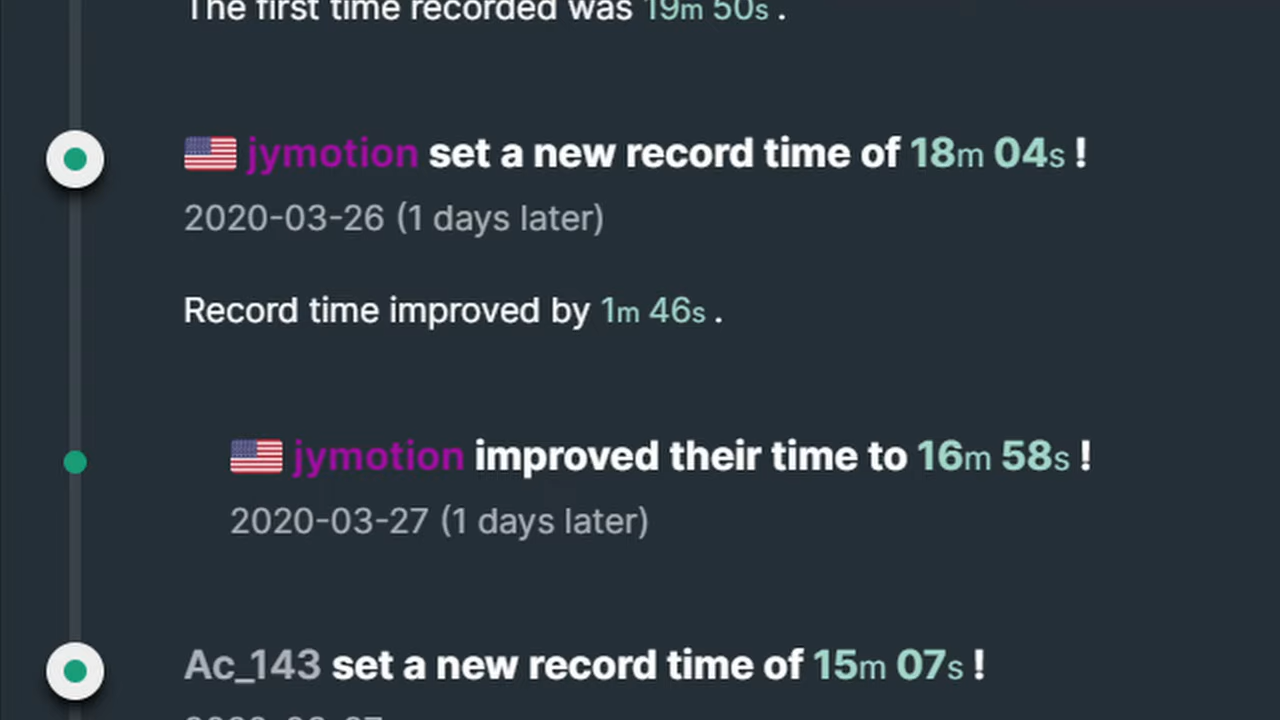 The first time recorded was 19m 50s .
jymotion set a new record time of 18m 04s !
2020-03-26 (1 days later)
Record time improved by 1m 46s .
jymotion improved their time to 16m 58s !
2020-03-27 (1 days later)
Ac_143 set a new record time of 15m 07s !